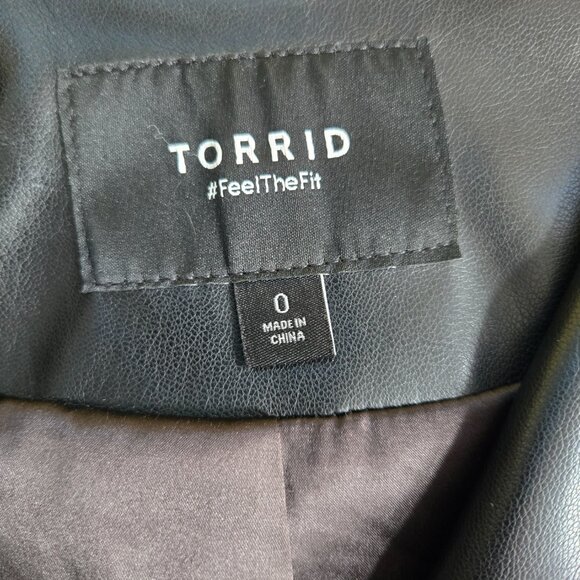 TORRID
#FeelTheFit
0
MADE IN
CHINA